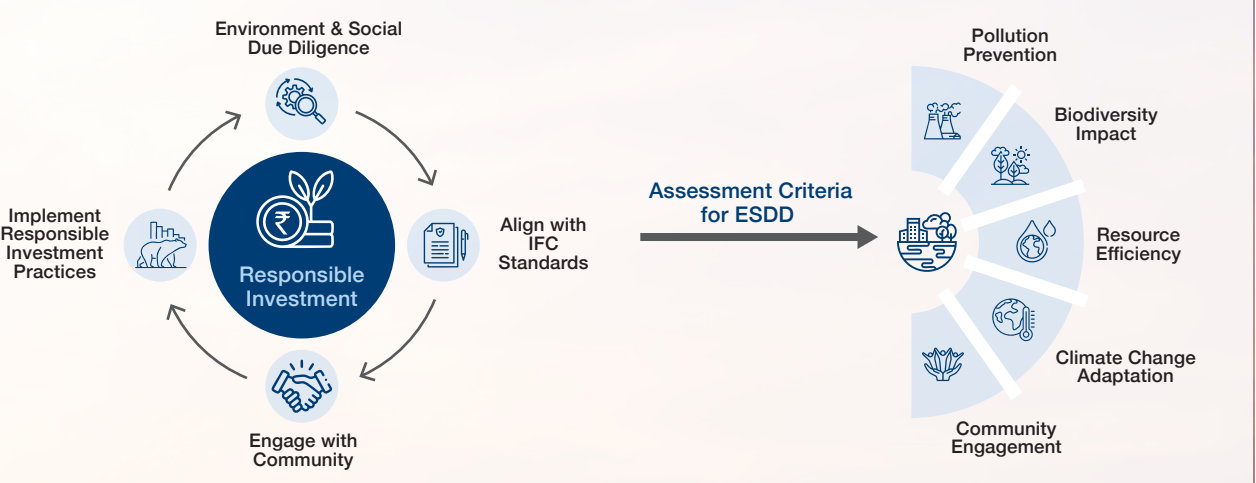 Environment & Social
Due Diligence
Implement
Responsible
Investment
Practices
₹
Responsible
Investment
Align with
IFC
Standards
Engage with
Community
Assessment Criteria
for ESDD
Pollution
Prevention
Biodiversity
Impact
Resource
Efficiency
Climate Change
Adaptation
Community
Engagement